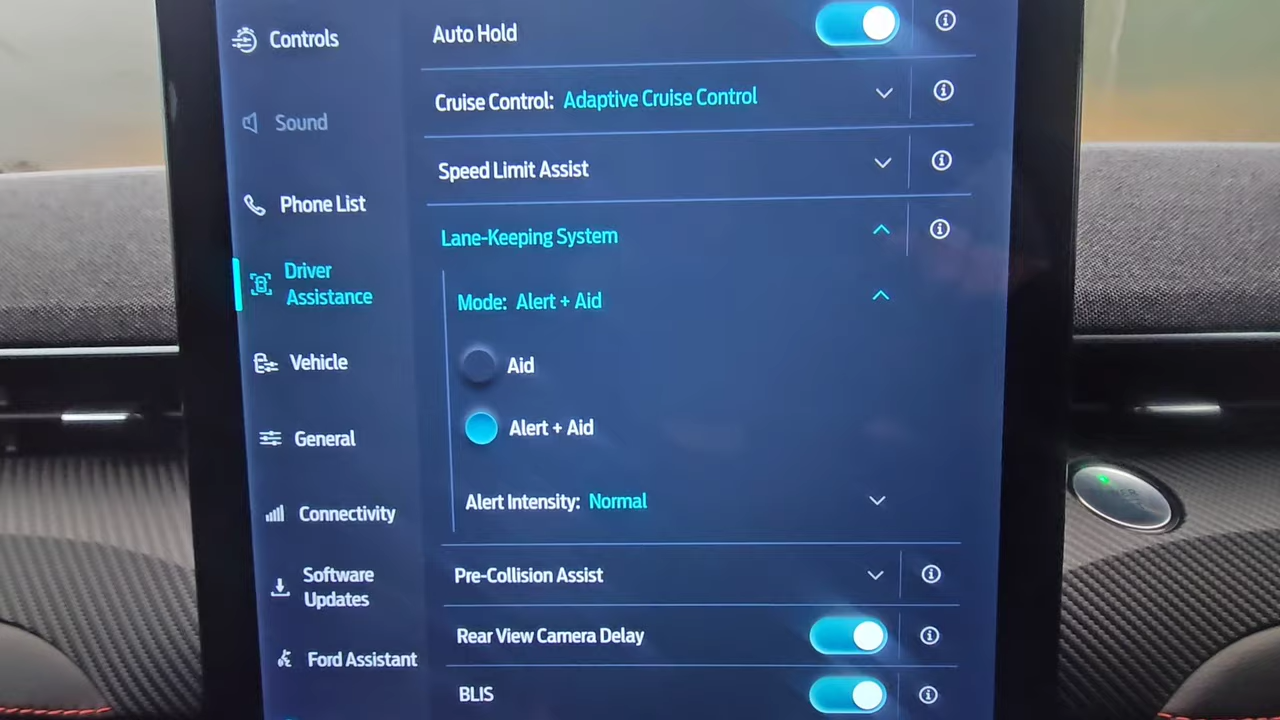 Controls
Sound
Phone List
Driver
Assistance
Vehicle
General
Connectivity
Software
Updates
Ford Assistant
Auto Hold
Cruise Control: Adaptive Cruise Control
Speed Limit Assist
Lane-Keeping System
Mode: Alert + Aid
Aid
Alert + Aid
Alert Intensity: Normal
Pre-Collision Assist
Rear View Camera Delay
BLIS